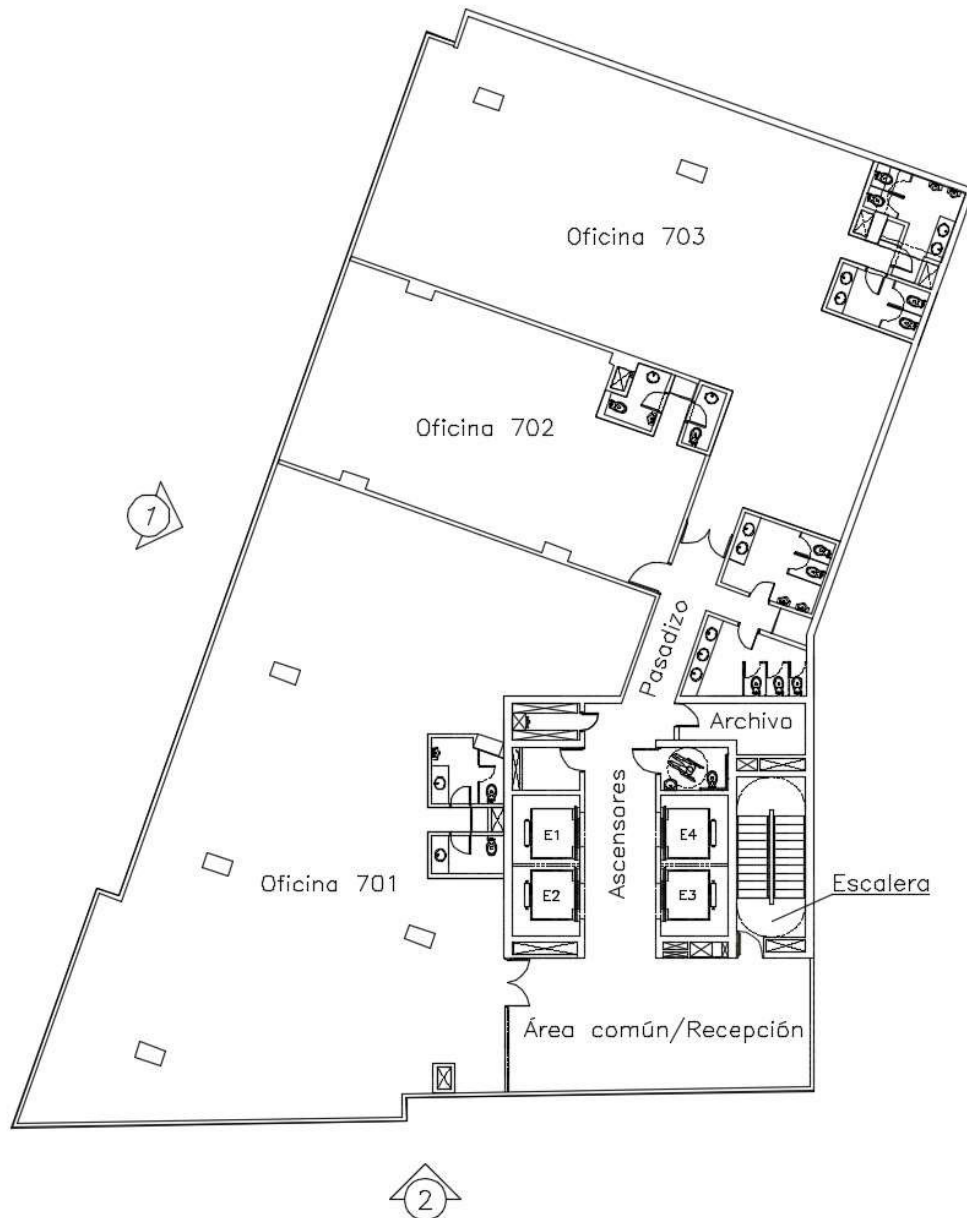 Oficina 703
Oficina 702
1
Pasadizo
Archivo
Ascensores
E1
E4
Oficina 701
E2
E3
Escalera
Área común/Recepción
2